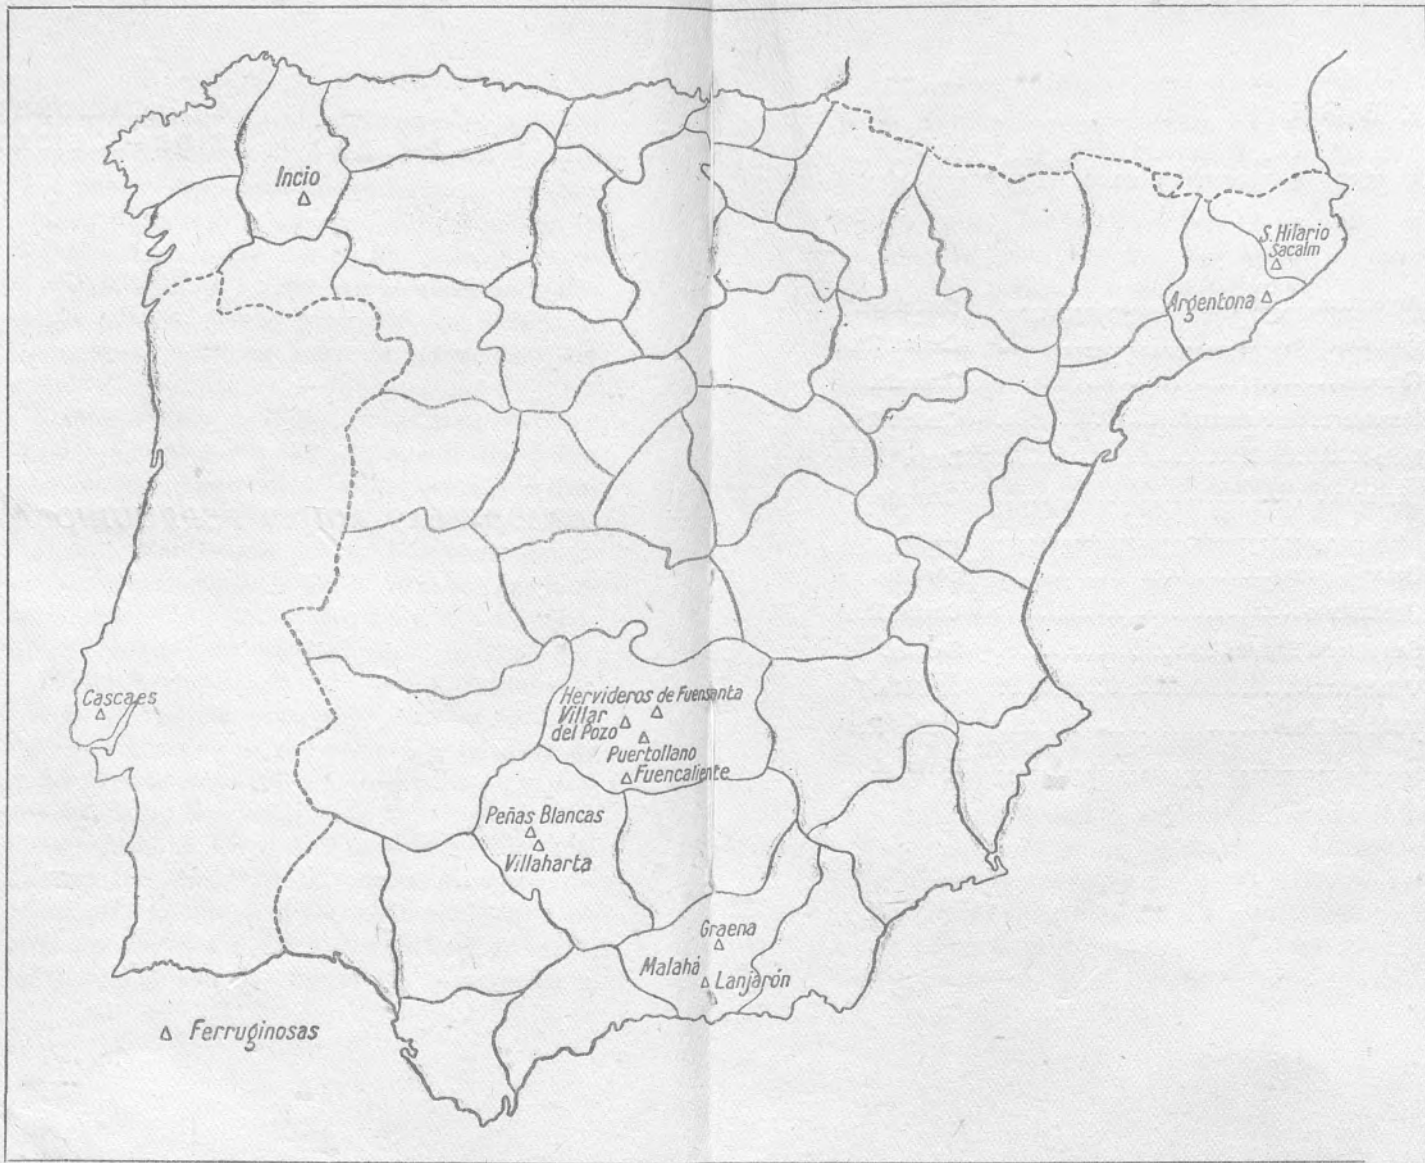 Incio
S. Hilario
Sacalm
Argentona
Cascaes
Hervideros de Fuensanta
Villar
del Pozo
Puertollano
Fuencaliente
Peñas Blancas
Villaharta
Graena
Malahá
Lanjarón
Ferruginosas